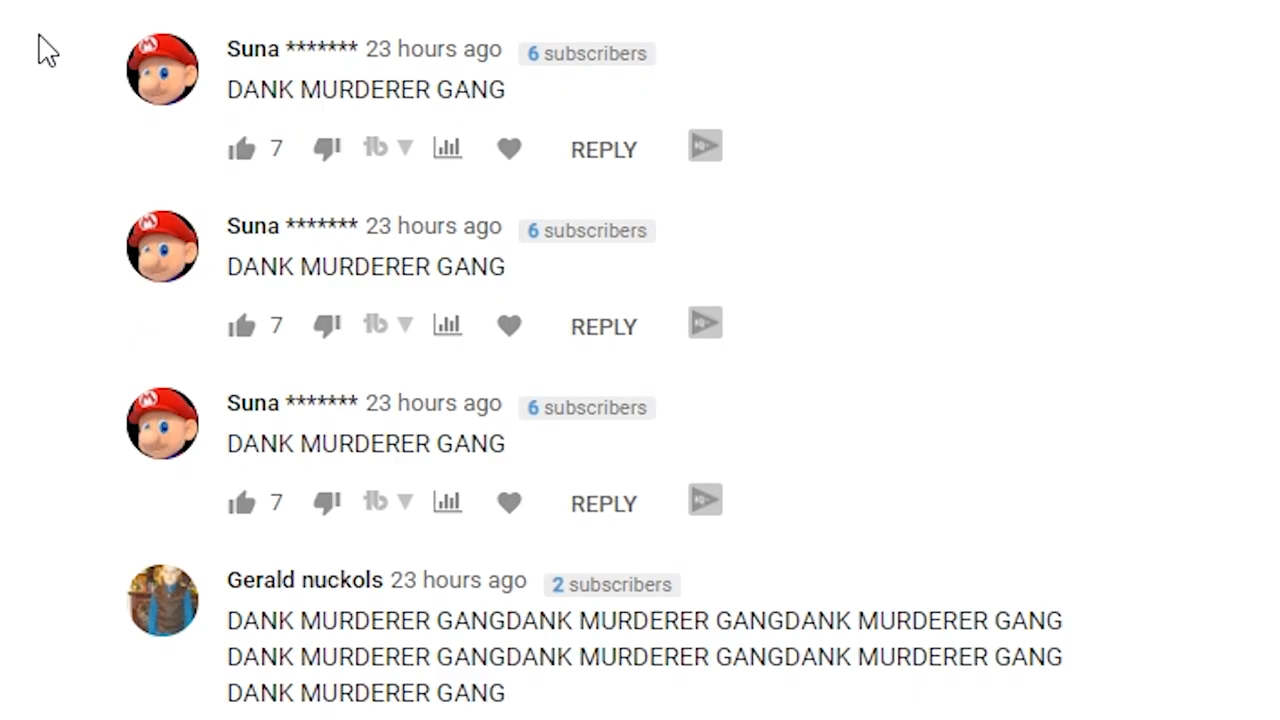 Suna ******* 23 hours ago 6 subscribers
DANK MURDERER GANG
7 REPLY
Suna ******* 23 hours ago 6 subscribers
DANK MURDERER GANG
7 REPLY
Suna ******* 23 hours ago 6 subscribers
DANK MURDERER GANG
7 REPLY
Gerald nuckols 23 hours ago 2 subscribers
DANK MURDERER GANGDANK MURDERER GANGDANK MURDERER GANG
DANK MURDERER GANGDANK MURDERER GANGDANK MURDERER GANG
DANK MURDERER GANG